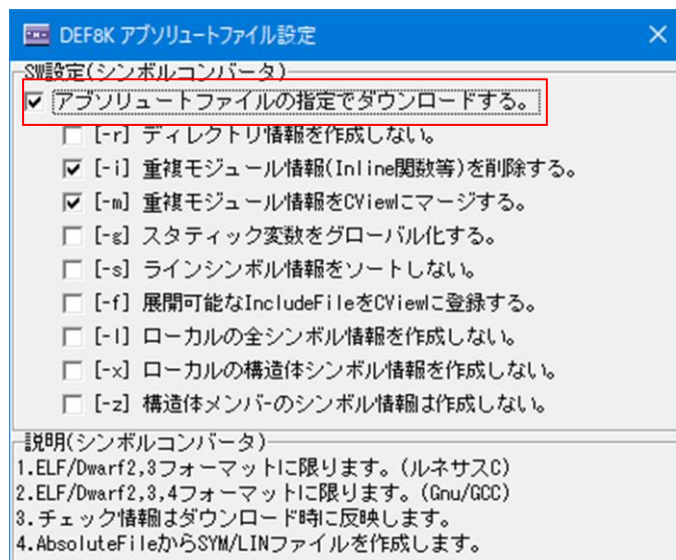 DEF8K アブソリュートファイル設定
SW設定(シンボルコンバータ)
アブソリュートファイルの指定でダウンロードする。
[-r] ディレクトリ情報を作成しない。
[-i] 重複モジュール情報(Inline関数等)を削除する。
[-m] 重複モジュール情報をCViewにマージする。
[-g] スタティック変数をグローバル化する。
[-s] ラインシンボル情報をソートしない。
[-f] 展開可能なIncludeFileをCViewに登録する。
[-l] ローカルの全シンボル情報を作成しない。
[-x] ローカルの構造体シンボル情報を作成しない。
[-z] 構造体メンバーのシンボル情報は作成しない。
説明(シンボルコンバータ)
1.ELF/Dwarf2,3フォーマットに限ります。(ルネサスC)
2.ELF/Dwarf2,3,4フォーマットに限ります。(Gnu/GCC)
3.チェック情報はダウンロード時に反映します。
4.AbsoluteFileからSYM/LINファイルを作成します。